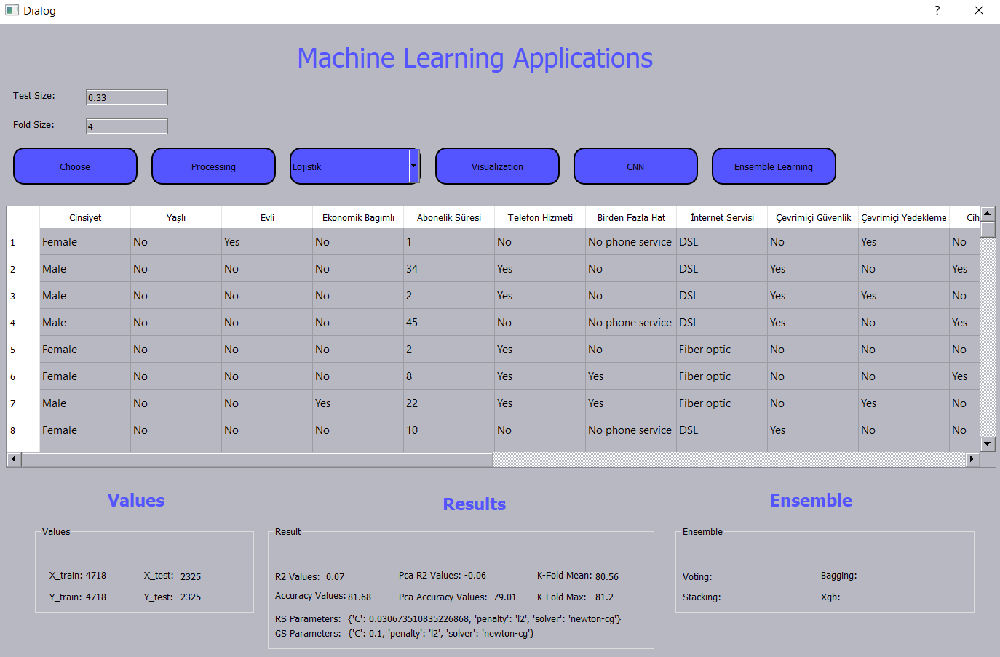 Dialog
Machine Learning Applications
Test Size: 0.33
Fold Size: 4
Choose Processing Lojistik Visualization CNN Ensemble Learning
Cinsiyet Yaşlı Evli Ekonomik Bagımlı Abonelik Süresi Telefon Hizmeti Birden Fazla Hat İnternet Servisi Çevrimiçi Güvenlik Çevrimiçi Yedekleme Cih
1 Female No Yes No 1 No No phone service DSL No Yes No
2 Male No No No 34 Yes No DSL Yes No Yes
3 Male No No No 2 Yes No DSL Yes Yes No
4 Male No No No 45 No No phone service DSL Yes No Yes
5 Female No No No 2 Yes No Fiber optic No No No
6 Female No No No 8 Yes Yes Fiber optic No No Yes
7 Male No No Yes 22 Yes Yes Fiber optic No Yes No
8 Female No No No 10 No No phone service DSL Yes No No
Values Results Ensemble
Values
X_train: 4718 X_test: 2325
Y_train: 4718 Y_test: 2325
Result
R2 Values: 0.07 Pca R2 Values: -0.06 K-Fold Mean: 80.56
Accuracy Values: 81.68 Pca Accuracy Values: 79.01 K-Fold Max: 81.2
RS Parameters: {'C': 0.030673510835226868, 'penalty': 'l2', 'solver': 'newton-cg'}
GS Parameters: {'C': 0.1, 'penalty': 'l2', 'solver': 'newton-cg'}
Ensemble
Voting: Bagging:
Stacking: Xgb: